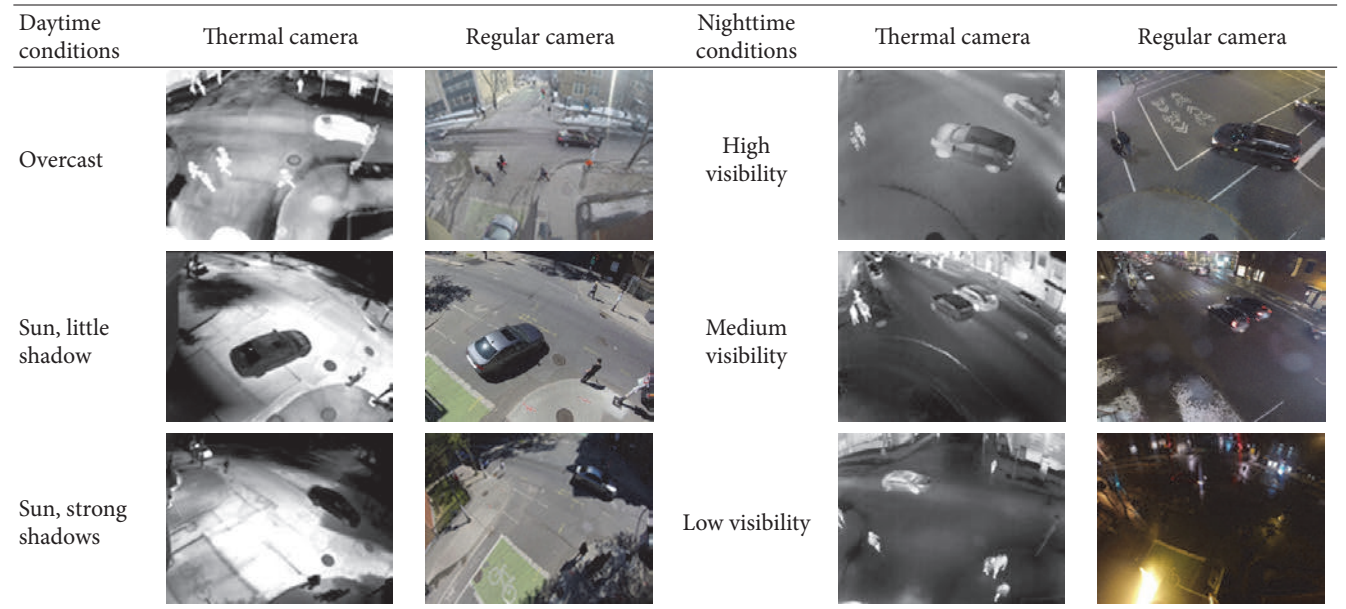 Daytime
conditions
Thermal camera
Regular camera
Nighttime
conditions
Thermal camera
Regular camera
Overcast
High
visibility
Sun, little
shadow
Medium
visibility
Sun, strong
shadows
Low visibility